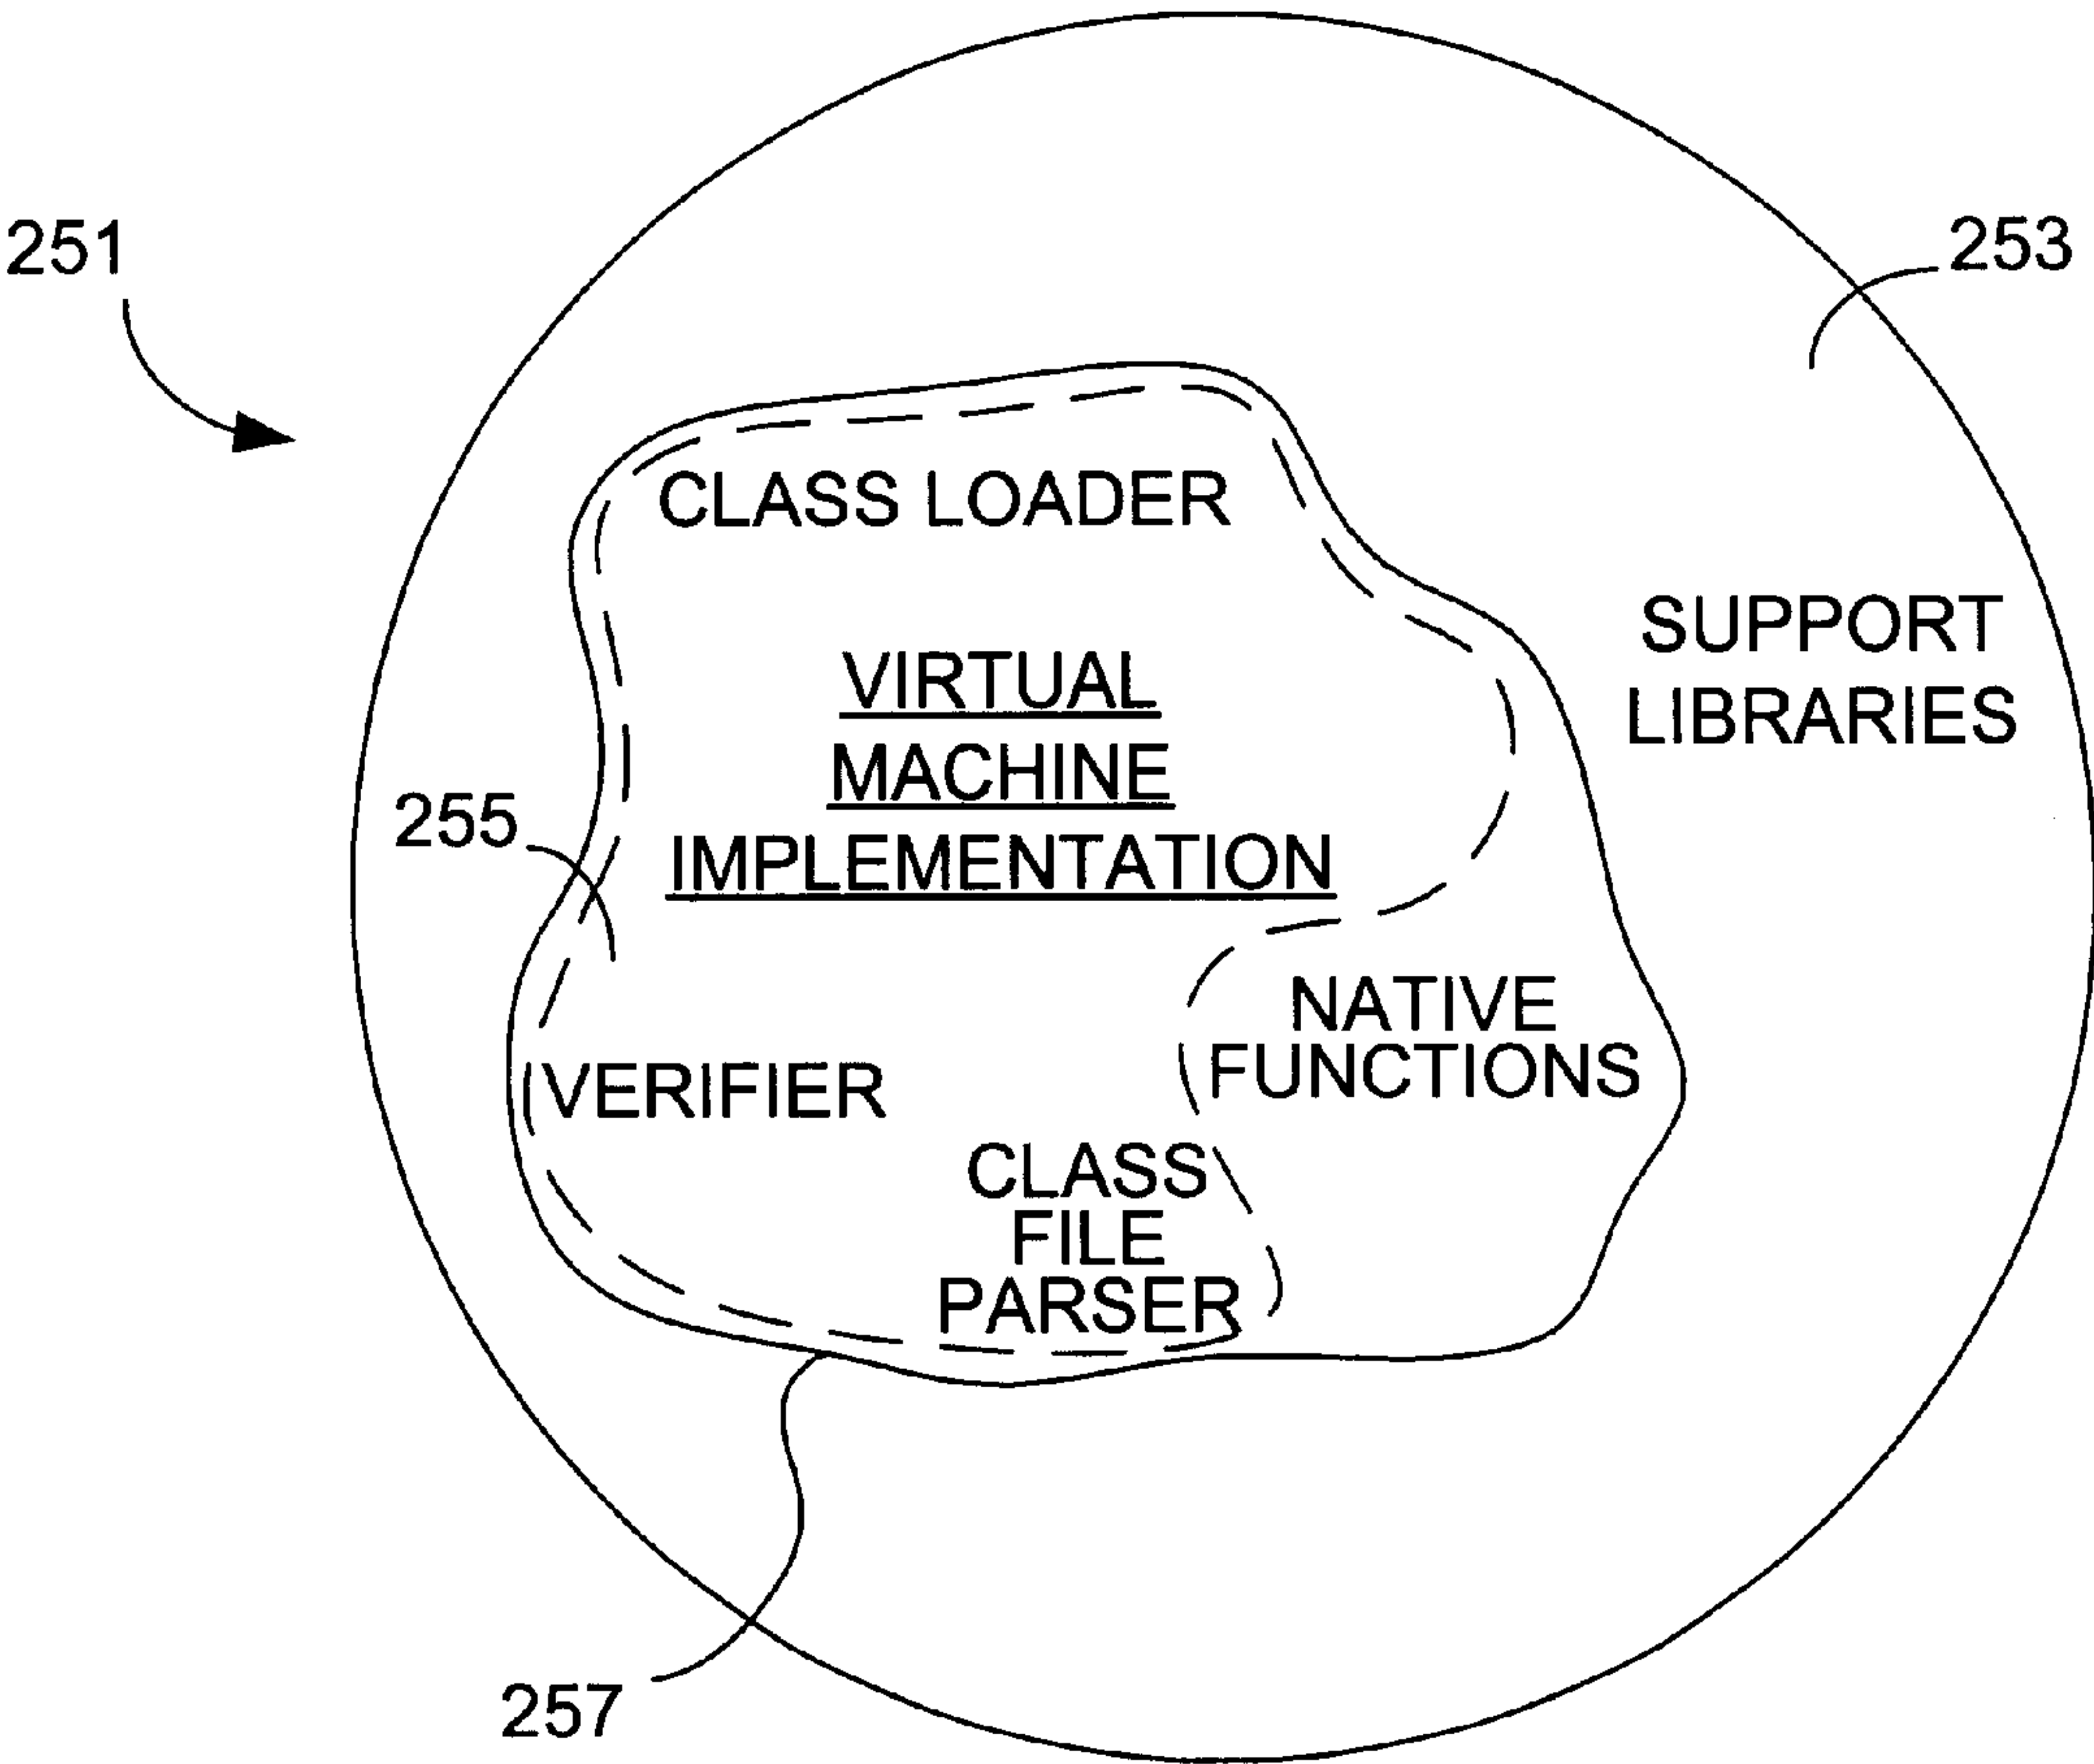 251
253
CLASS LOADER
SUPPORT
LIBRARIES
VIRTUAL
MACHINE
IMPLEMENTATION
255
NATIVE
FUNCTIONS
VERIFIER
CLASS
FILE
PARSER
257